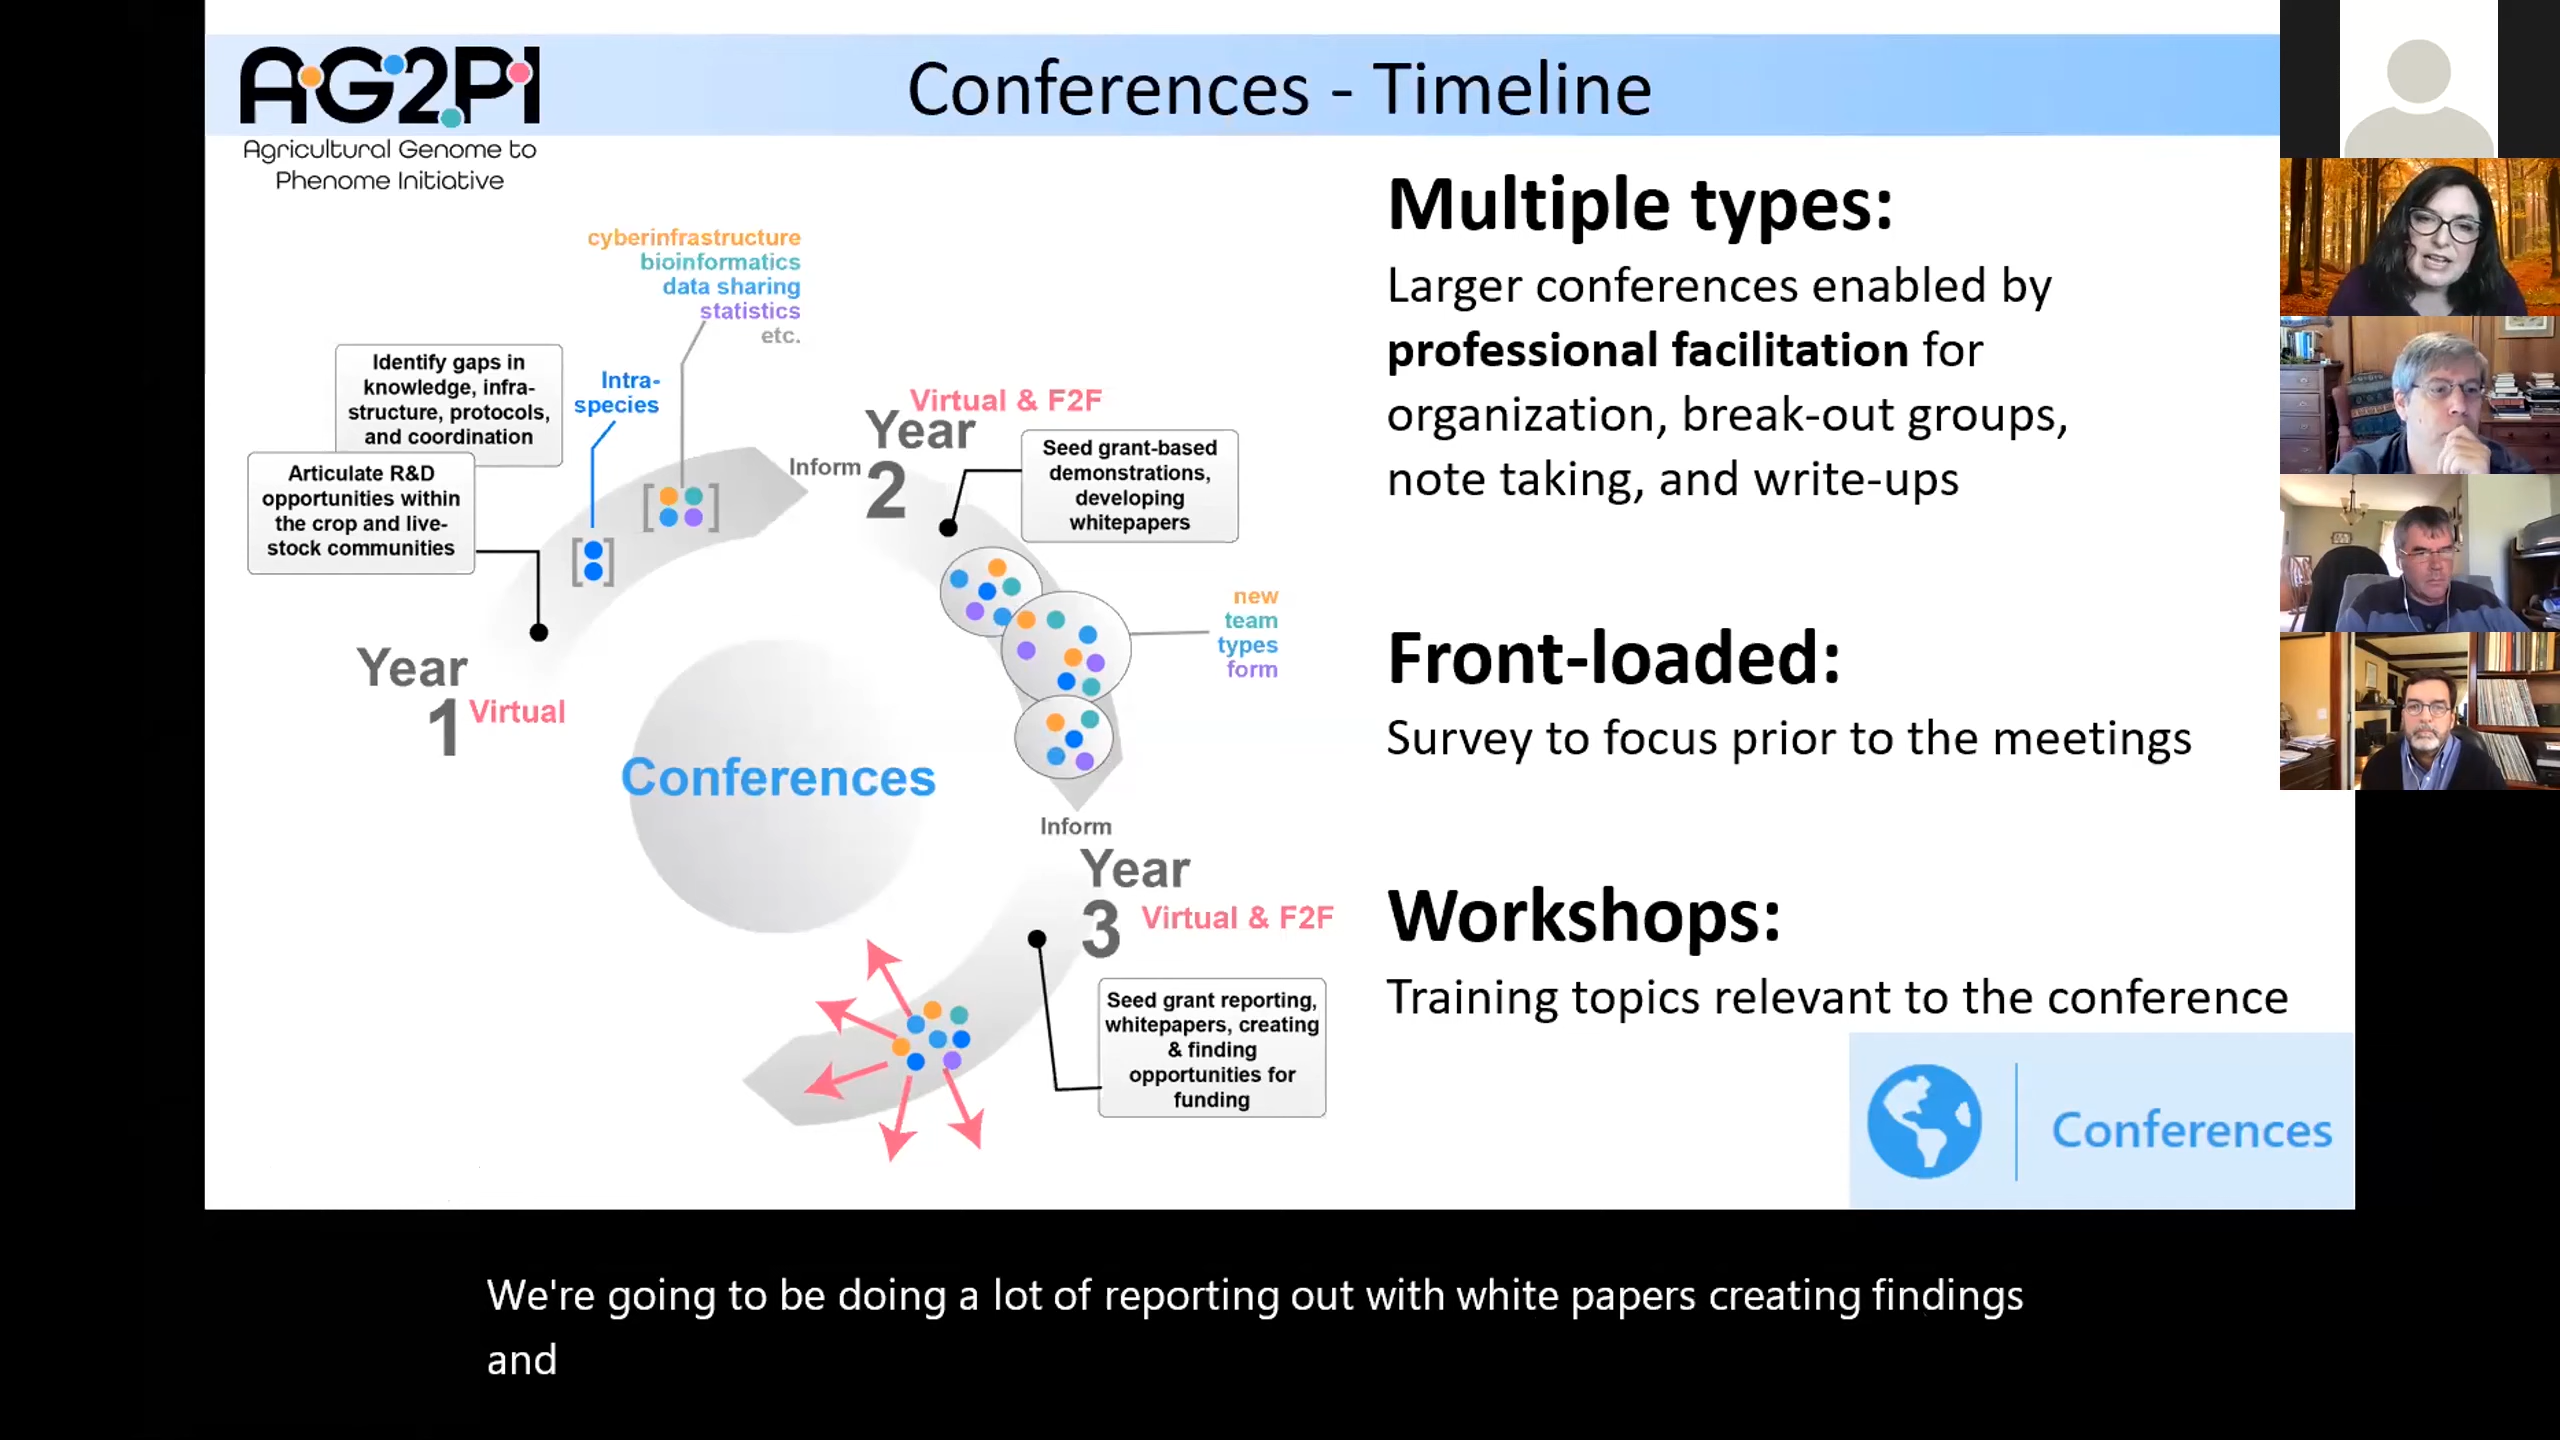 AG2PI
Agricultural Genome to
Phenome Initiative
Conferences - Timeline
cyberinfrastructure
bioinformatics
data sharing
statistics
etc.
Identify gaps in
knowledge, infra-
structure, protocols,
and coordination
Intra-
species
Articulate R&D
opportunities within
the crop and live-
stock communities
Year
1
Virtual
Inform
Virtual & F2F
Year
2
Seed grant-based
demonstrations,
developing
whitepapers
new
team
types
form
Conferences
Inform
Year
3
Virtual & F2F
Seed grant reporting,
whitepapers, creating
& finding
opportunities for
funding
Multiple types:
Larger conferences enabled by
professional facilitation for
organization, break-out groups,
note taking, and write-ups
Front-loaded:
Survey to focus prior to the meetings
Workshops:
Training topics relevant to the conference
Conferences
We're going to be doing a lot of reporting out with white papers creating findings
and